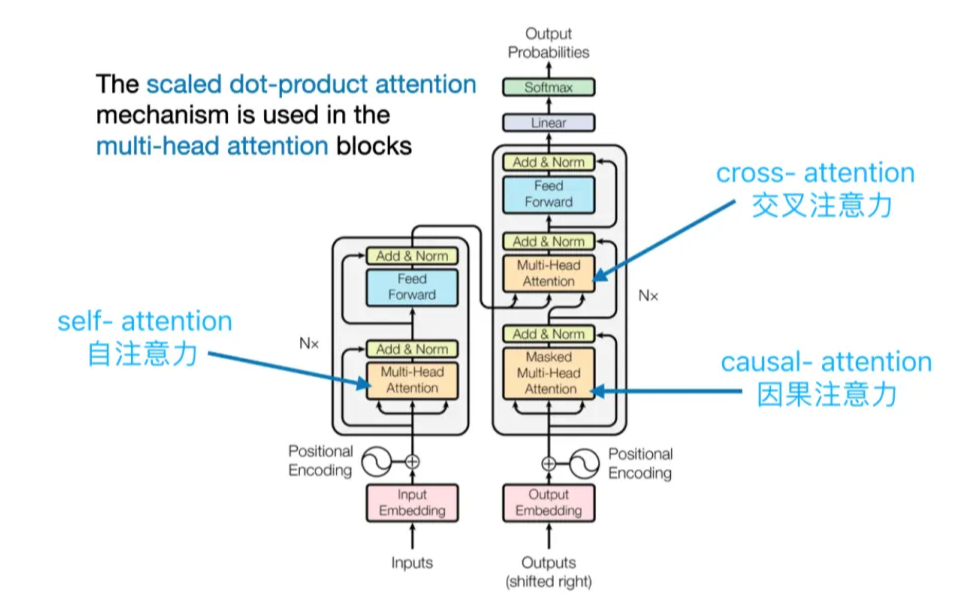 The scaled dot-product attention
mechanism is used in the
multi-head attention blocks
Output
Probabilities
Softmax
Linear
Add & Norm
Feed
Forward
Add & Norm
Multi-Head
Attention
Nx
Add & Norm
Masked
Multi-Head
Attention
cross- attention
交叉注意力
causal- attention
因果注意力
Add & Norm
Feed
Forward
Nx
Add & Norm
Multi-Head
Attention
self- attention
自注意力
Positional
Encoding
Positional
Encoding
Input
Embedding
Output
Embedding
Inputs
Outputs
(shifted right)